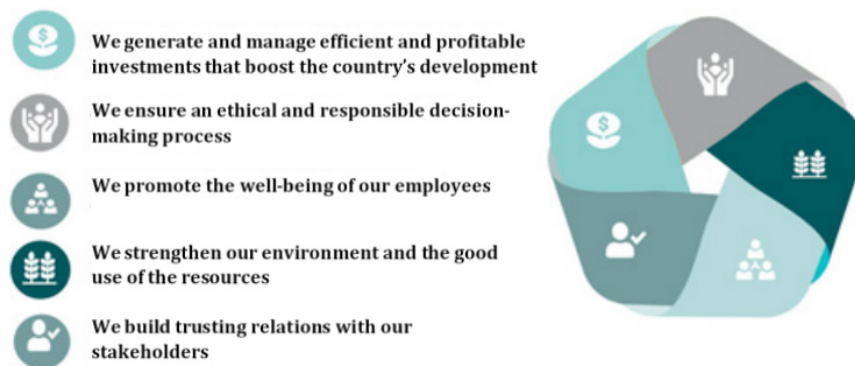 We generate and manage efficient and profitable
investments that boost the country's development
We ensure an ethical and responsible decision-
making process
We promote the well-being of our employees
We strengthen our environment and the good
use of the resources
We build trusting relations with our
stakeholders